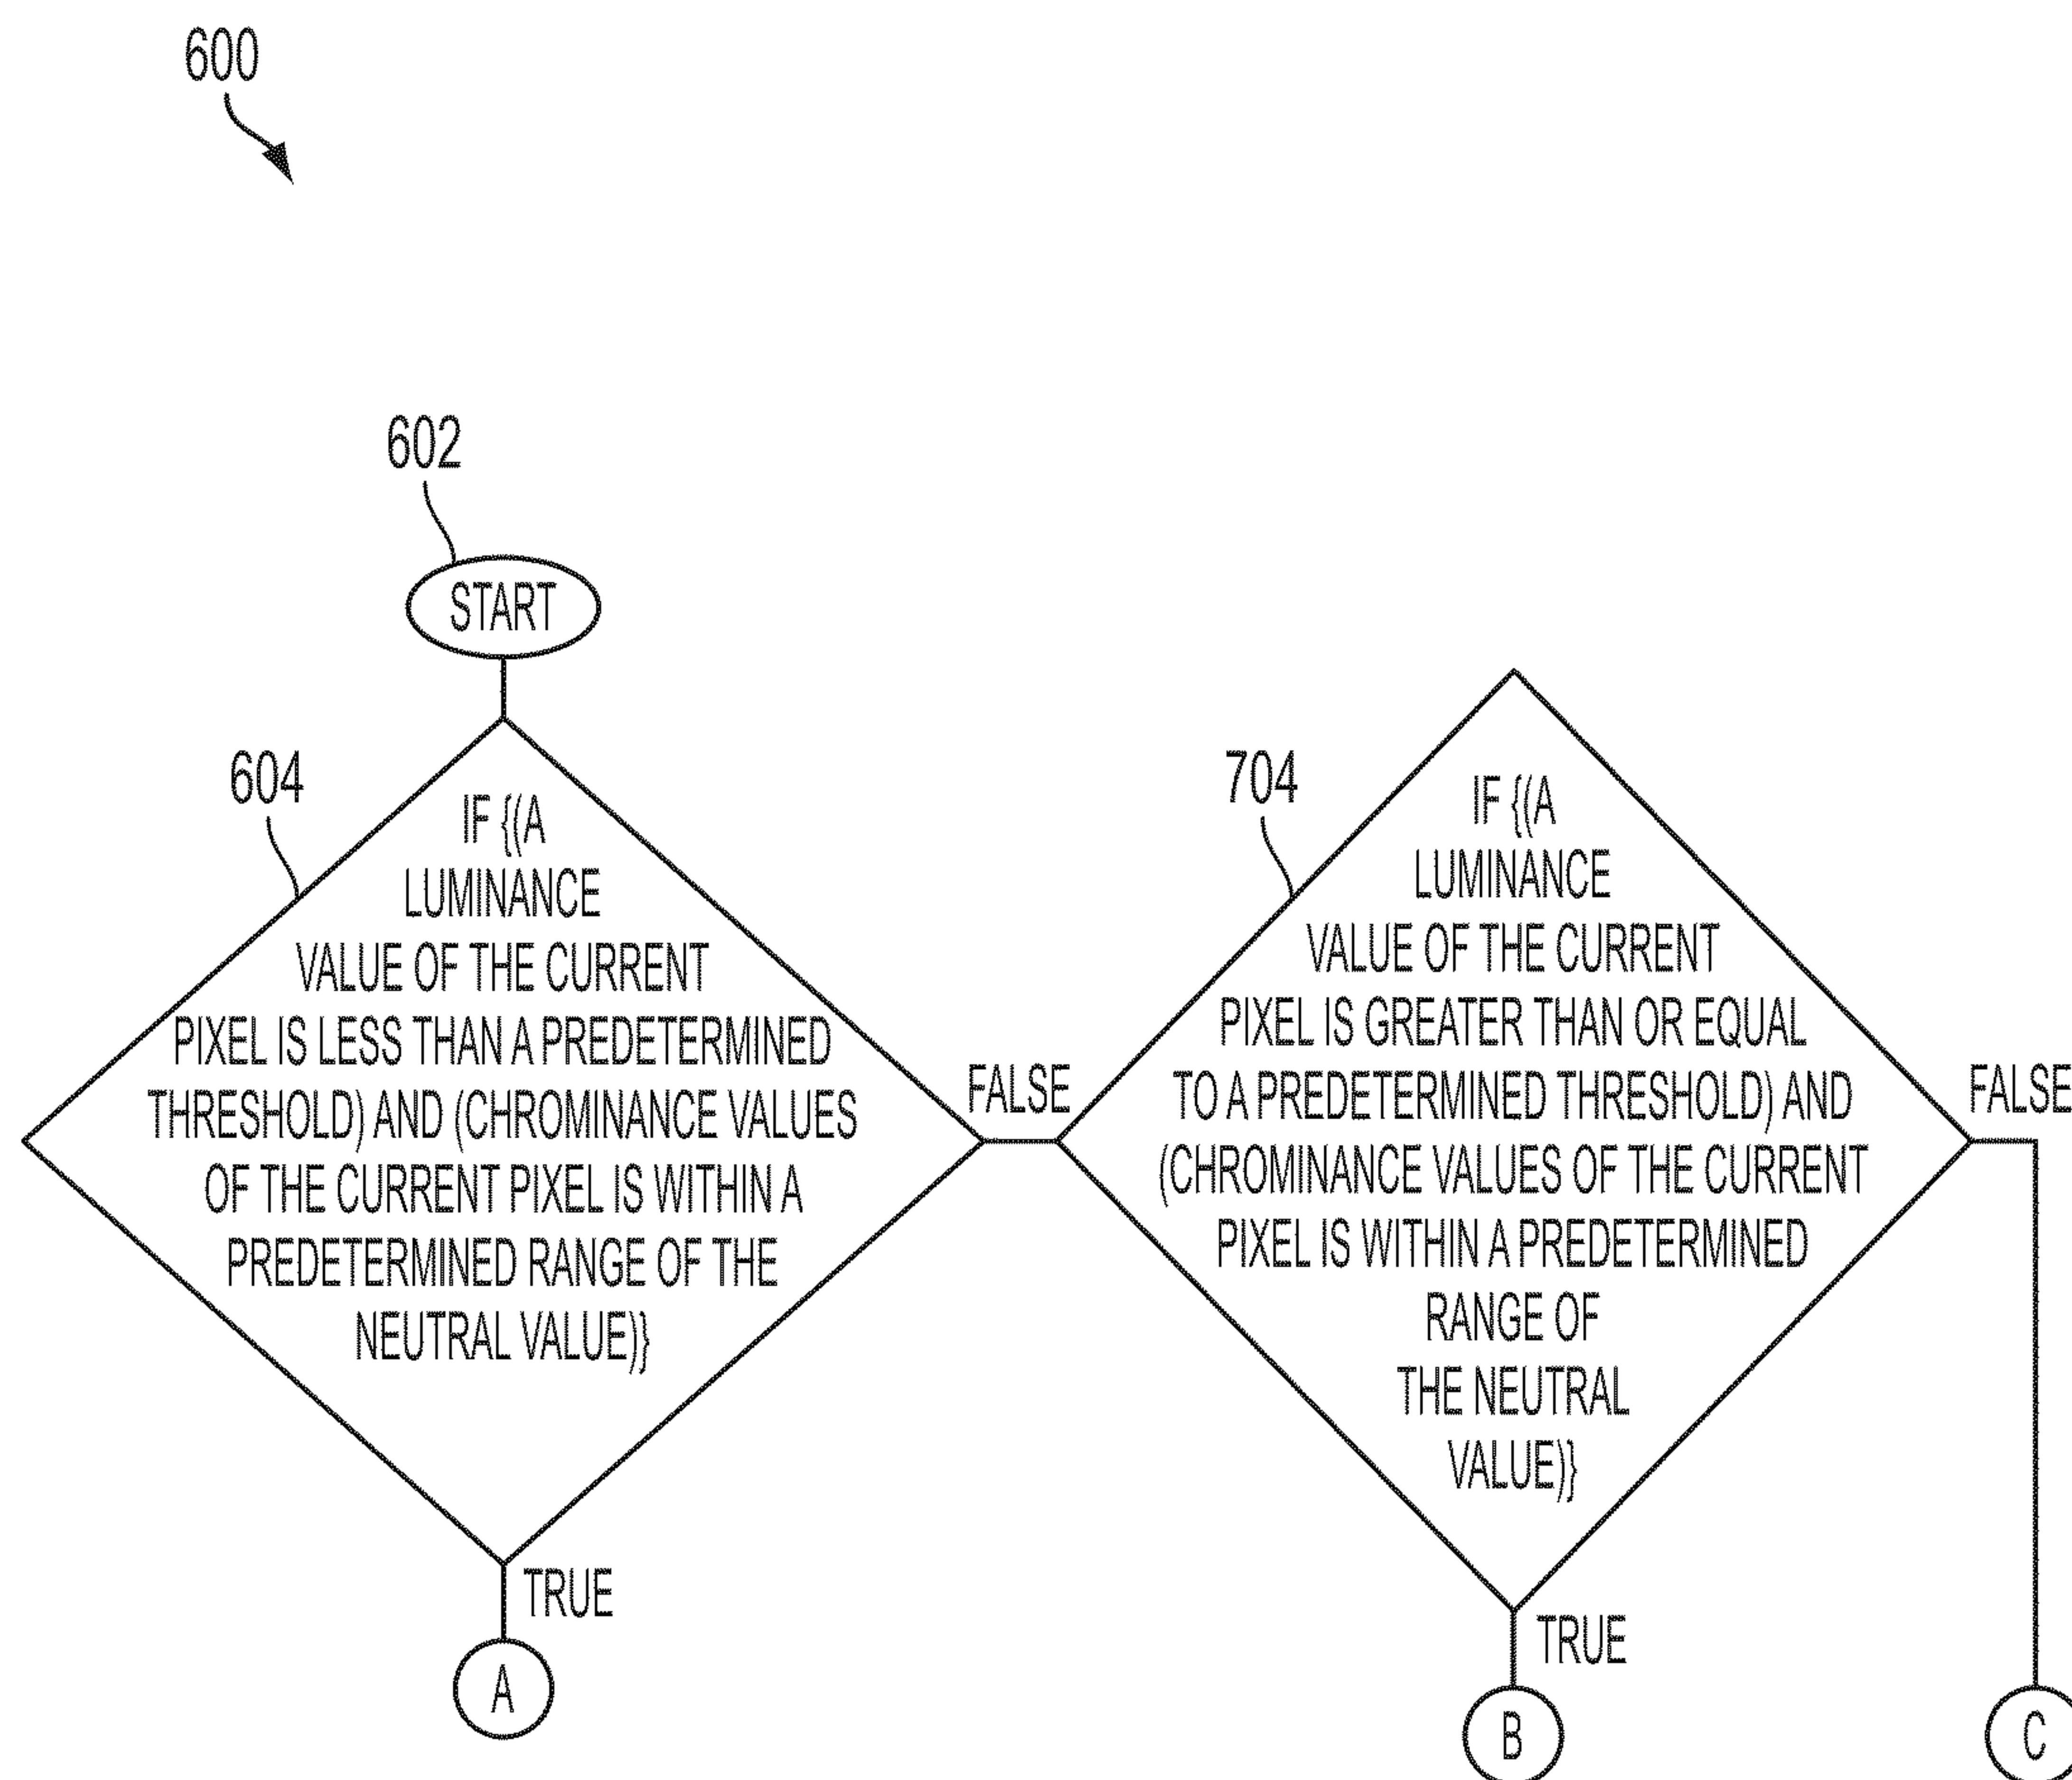 600
602
START
604
IF {(A
LUMINANCE
VALUE OF THE CURRENT
PIXEL IS LESS THAN A PREDETERMINED
THRESHOLD) AND (CHROMINANCE VALUES
OF THE CURRENT PIXEL IS WITHIN A
PREDETERMINED RANGE OF THE
NEUTRAL VALUE)}
TRUE
A
FALSE
704
IF {(A
LUMINANCE
VALUE OF THE CURRENT
PIXEL IS GREATER THAN OR EQUAL
TO A PREDETERMINED THRESHOLD) AND
(CHROMINANCE VALUES OF THE CURRENT
PIXEL IS WITHIN A PREDETERMINED
RANGE OF
THE NEUTRAL
VALUE)}
TRUE
B
FALSE
C